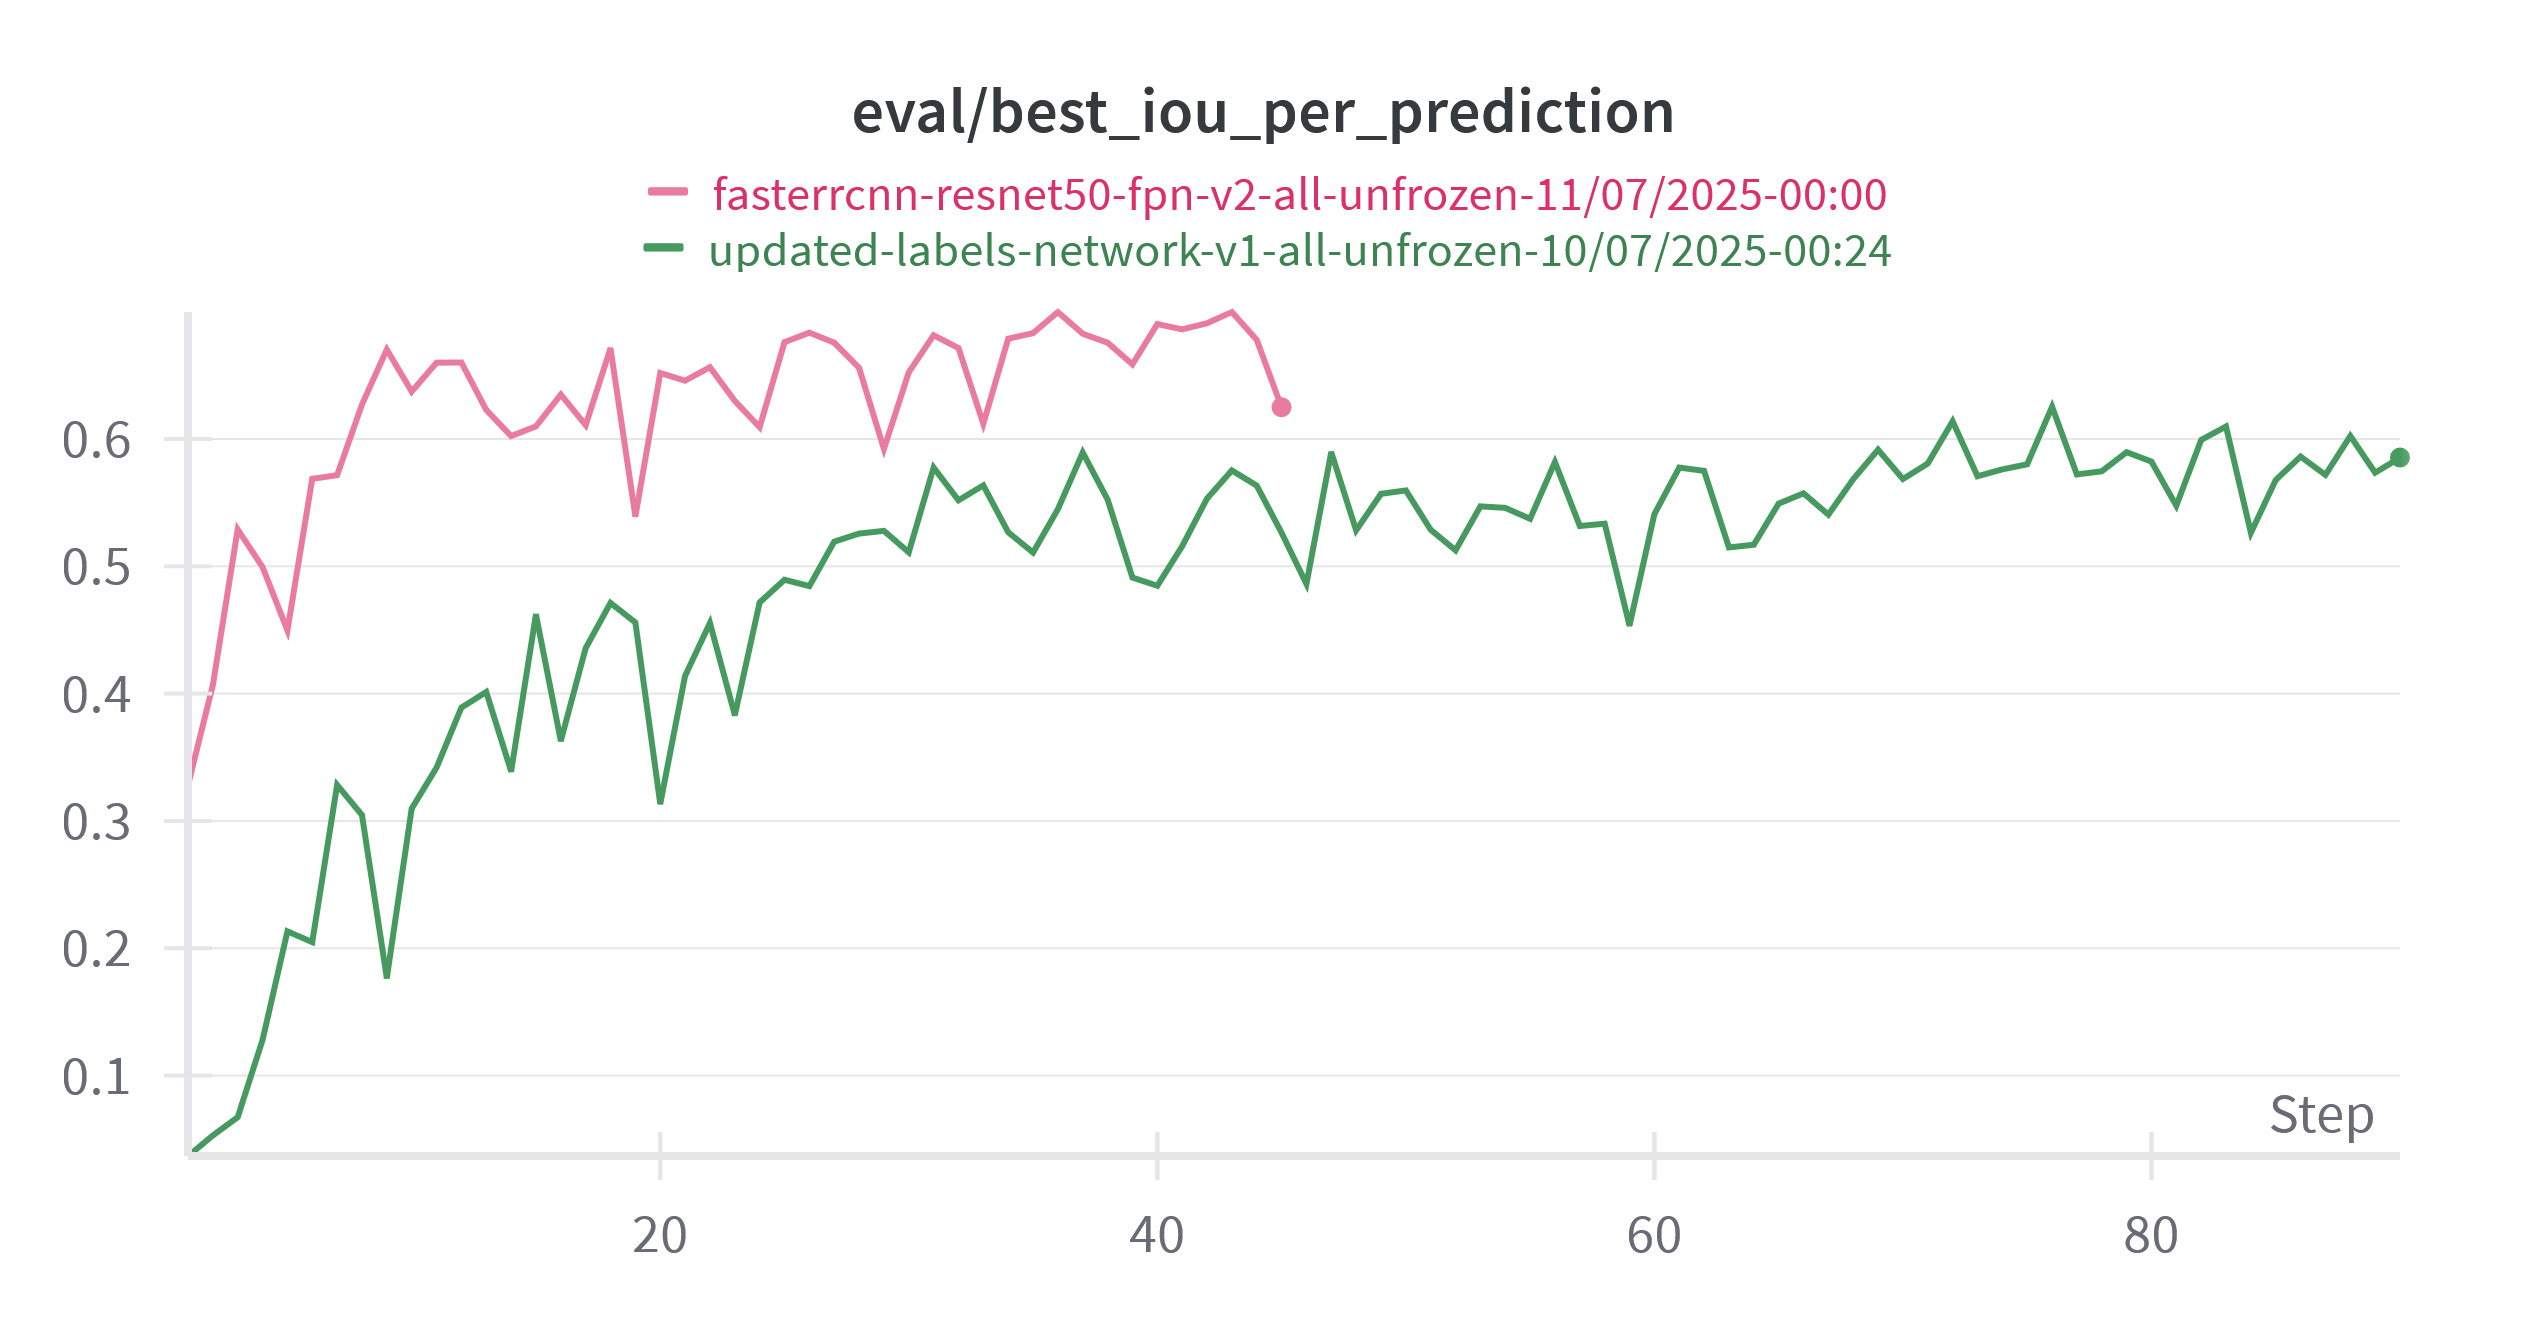 eval/best_iou_per_prediction
fasterrcnn-resnet50-fpn-v2-all-unfrozen-11/07/2025-00:00
updated-labels-network-v1-all-unfrozen-10/07/2025-00:24
0.6
0.5
0.4
0.3
0.2
0.1
Step
20 40 60 80